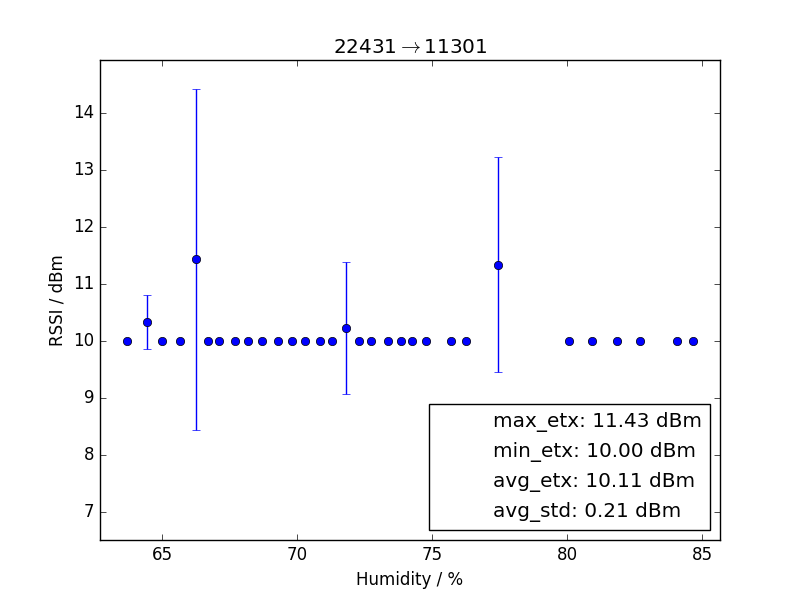 22431→11301
14
13
12
11
10
9
8
7
RSSI / dBm
max_etx: 11.43 dBm
min_etx: 10.00 dBm
avg_etx: 10.11 dBm
avg_std: 0.21 dBm
65 70 75 80 85
Humidity / %